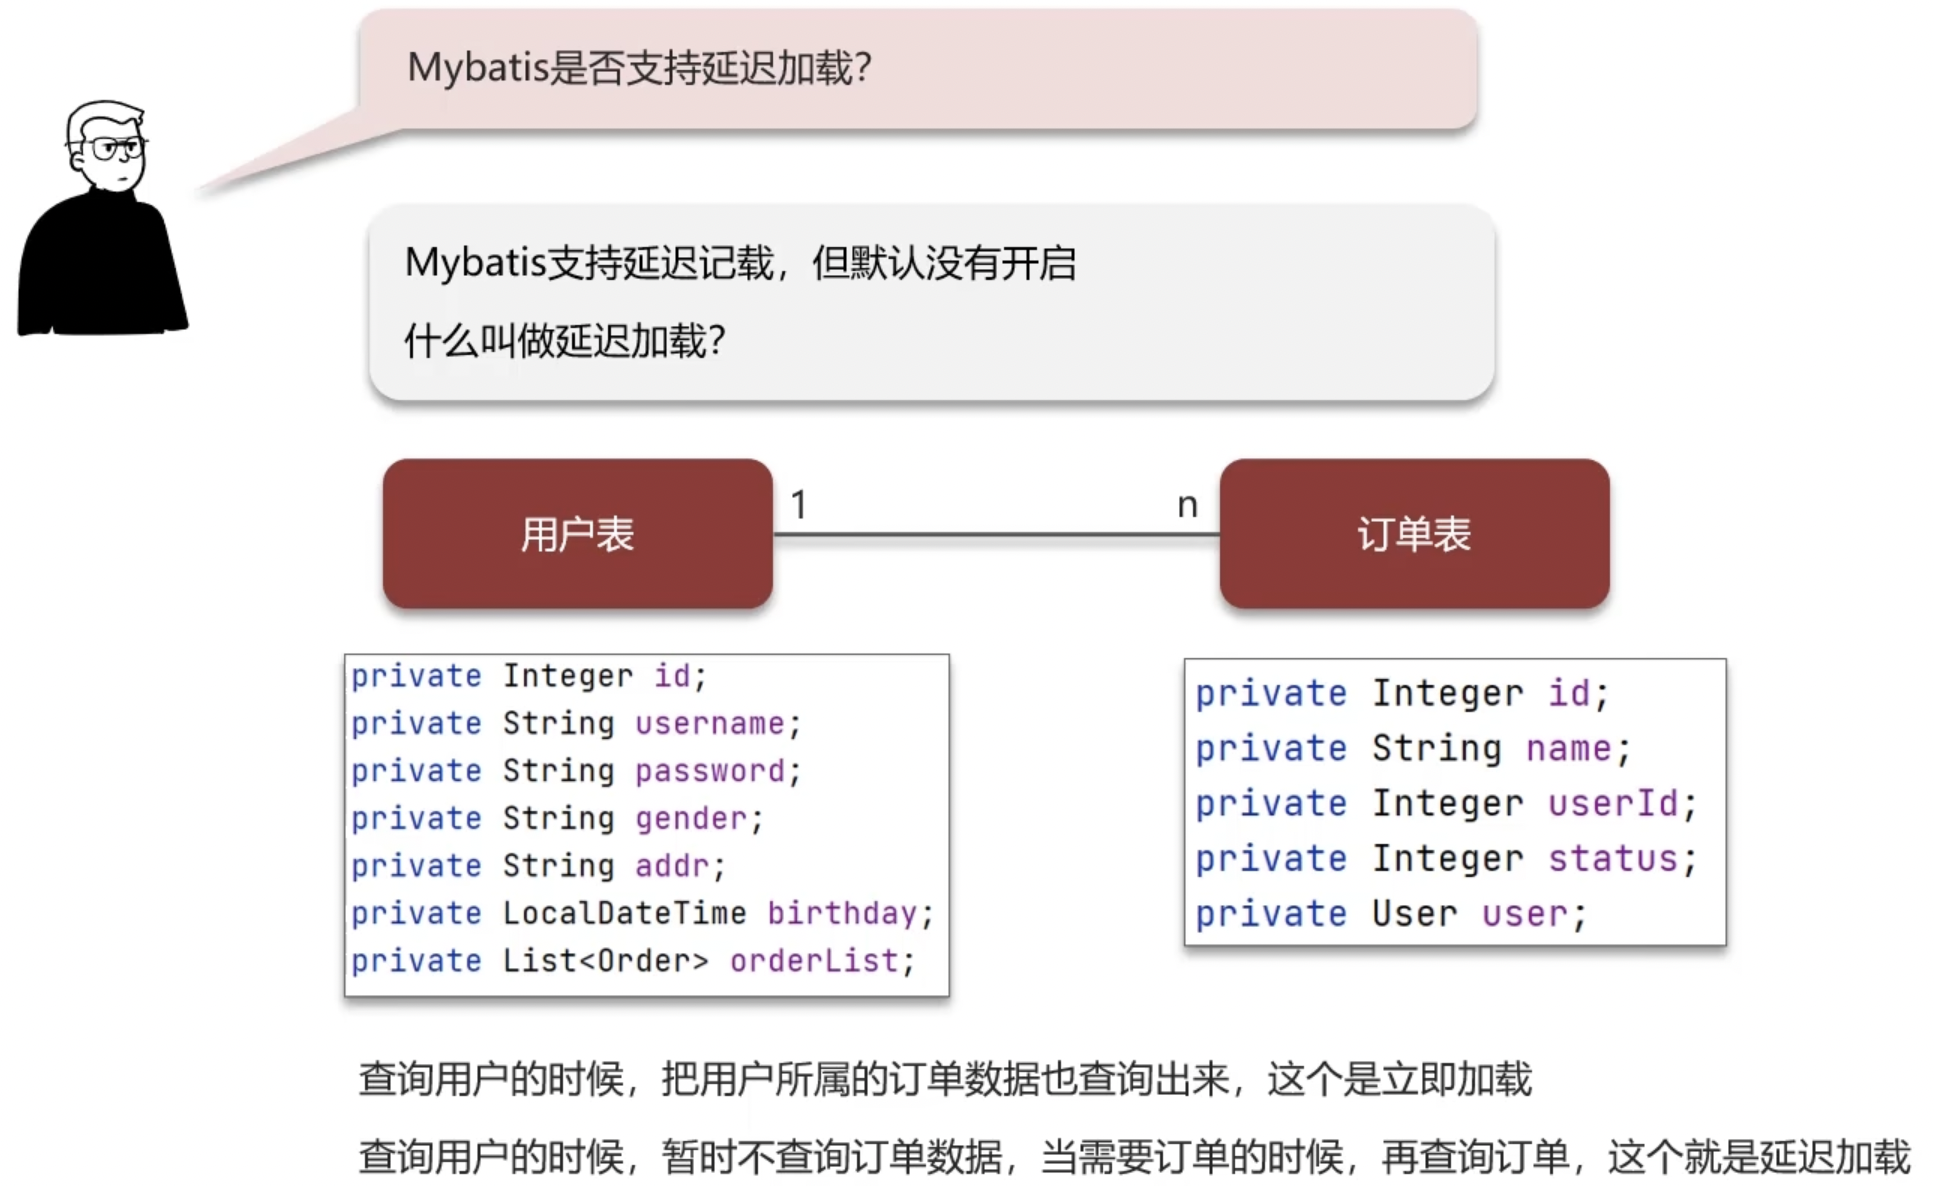 Mybatis是否支持延迟加载？
Mybatis支持延迟记载，但默认没有开启
什么叫做延迟加载？
用户表
1
n
订单表
private Integer id;
private String username;
private String password;
private String gender;
private String addr;
private LocalDateTime birthday;
private List<Order> orderList;
private Integer id;
private String name;
private Integer userId;
private Integer status;
private User user;
查询用户的时候，把用户所属的订单数据也查询出来，这个是立即加载
查询用户的时候，暂时不查询订单数据，当需要订单的时候，再查询订单，这个就是延迟加载